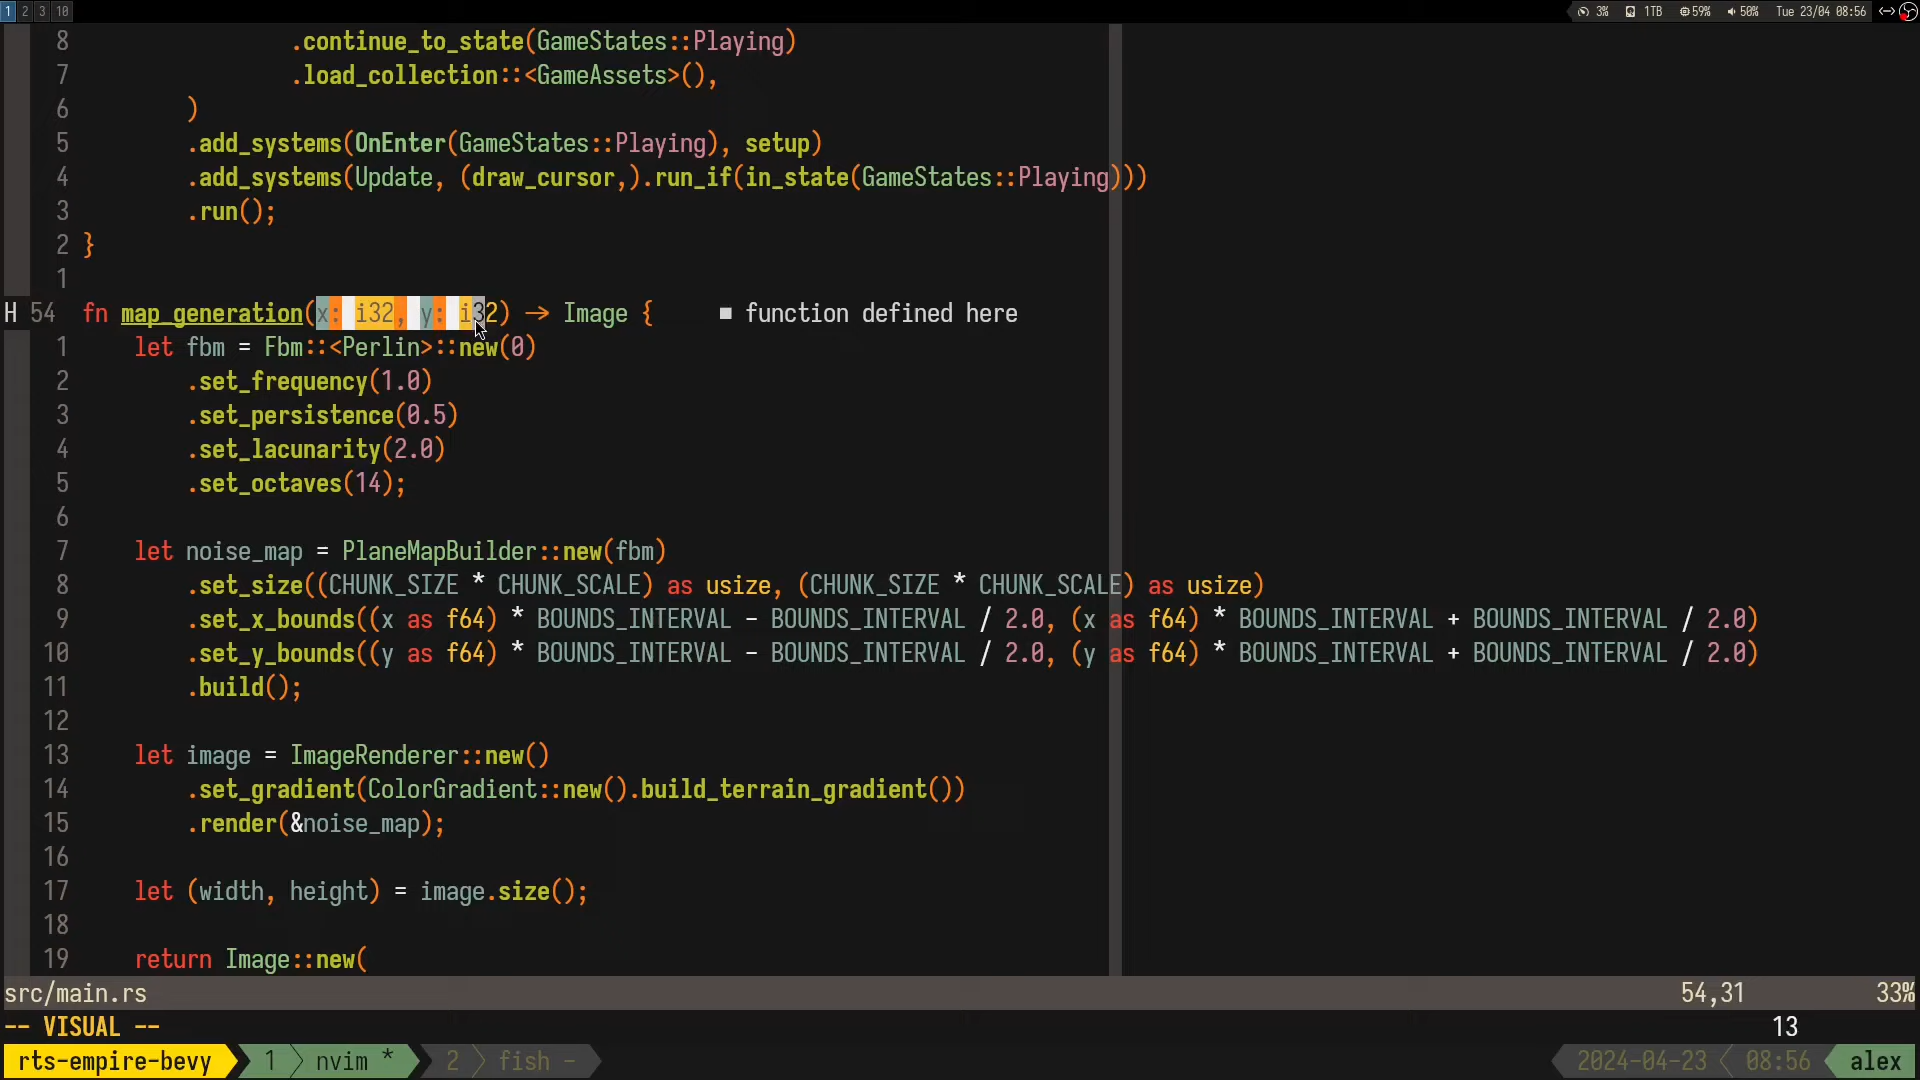 1 2 3 10 3% 1TB 59% 50% Tue 23/04 08:56
8 .continue_to_state(GameStates::Playing)
7 .load_collection::<GameAssets>(),
6 )
5 .add_systems(OnEnter(GameStates::Playing), setup)
4 .add_systems(Update, (draw_cursor,).run_if(in_state(GameStates::Playing)))
3 .run();
2 }
1
H 54 fn map_generation(x: i32, y: i32) -> Image { ■ function defined here
1 let fbm = Fbm::<Perlin>::new(0)
2 .set_frequency(1.0)
3 .set_persistence(0.5)
4 .set_lacunarity(2.0)
5 .set_octaves(14);
6
7 let noise_map = PlaneMapBuilder::new(fbm)
8 .set_size((CHUNK_SIZE * CHUNK_SCALE) as usize, (CHUNK_SIZE * CHUNK_SCALE) as usize)
9 .set_x_bounds((x as f64) * BOUNDS_INTERVAL - BOUNDS_INTERVAL / 2.0, (x as f64) * BOUNDS_INTERVAL + BOUNDS_INTERVAL / 2.0)
10 .set_y_bounds((y as f64) * BOUNDS_INTERVAL - BOUNDS_INTERVAL / 2.0, (y as f64) * BOUNDS_INTERVAL + BOUNDS_INTERVAL / 2.0)
11 .build();
12
13 let image = ImageRenderer::new()
14 .set_gradient(ColorGradient::new().build_terrain_gradient())
15 .render(&noise_map);
16
17 let (width, height) = image.size();
18
19 return Image::new(
src/main.rs 54,31 33%
-- VISUAL -- 13
rts-empire-bevy 1 nvim * 2 fish - 2024-04-23 08:56 alex